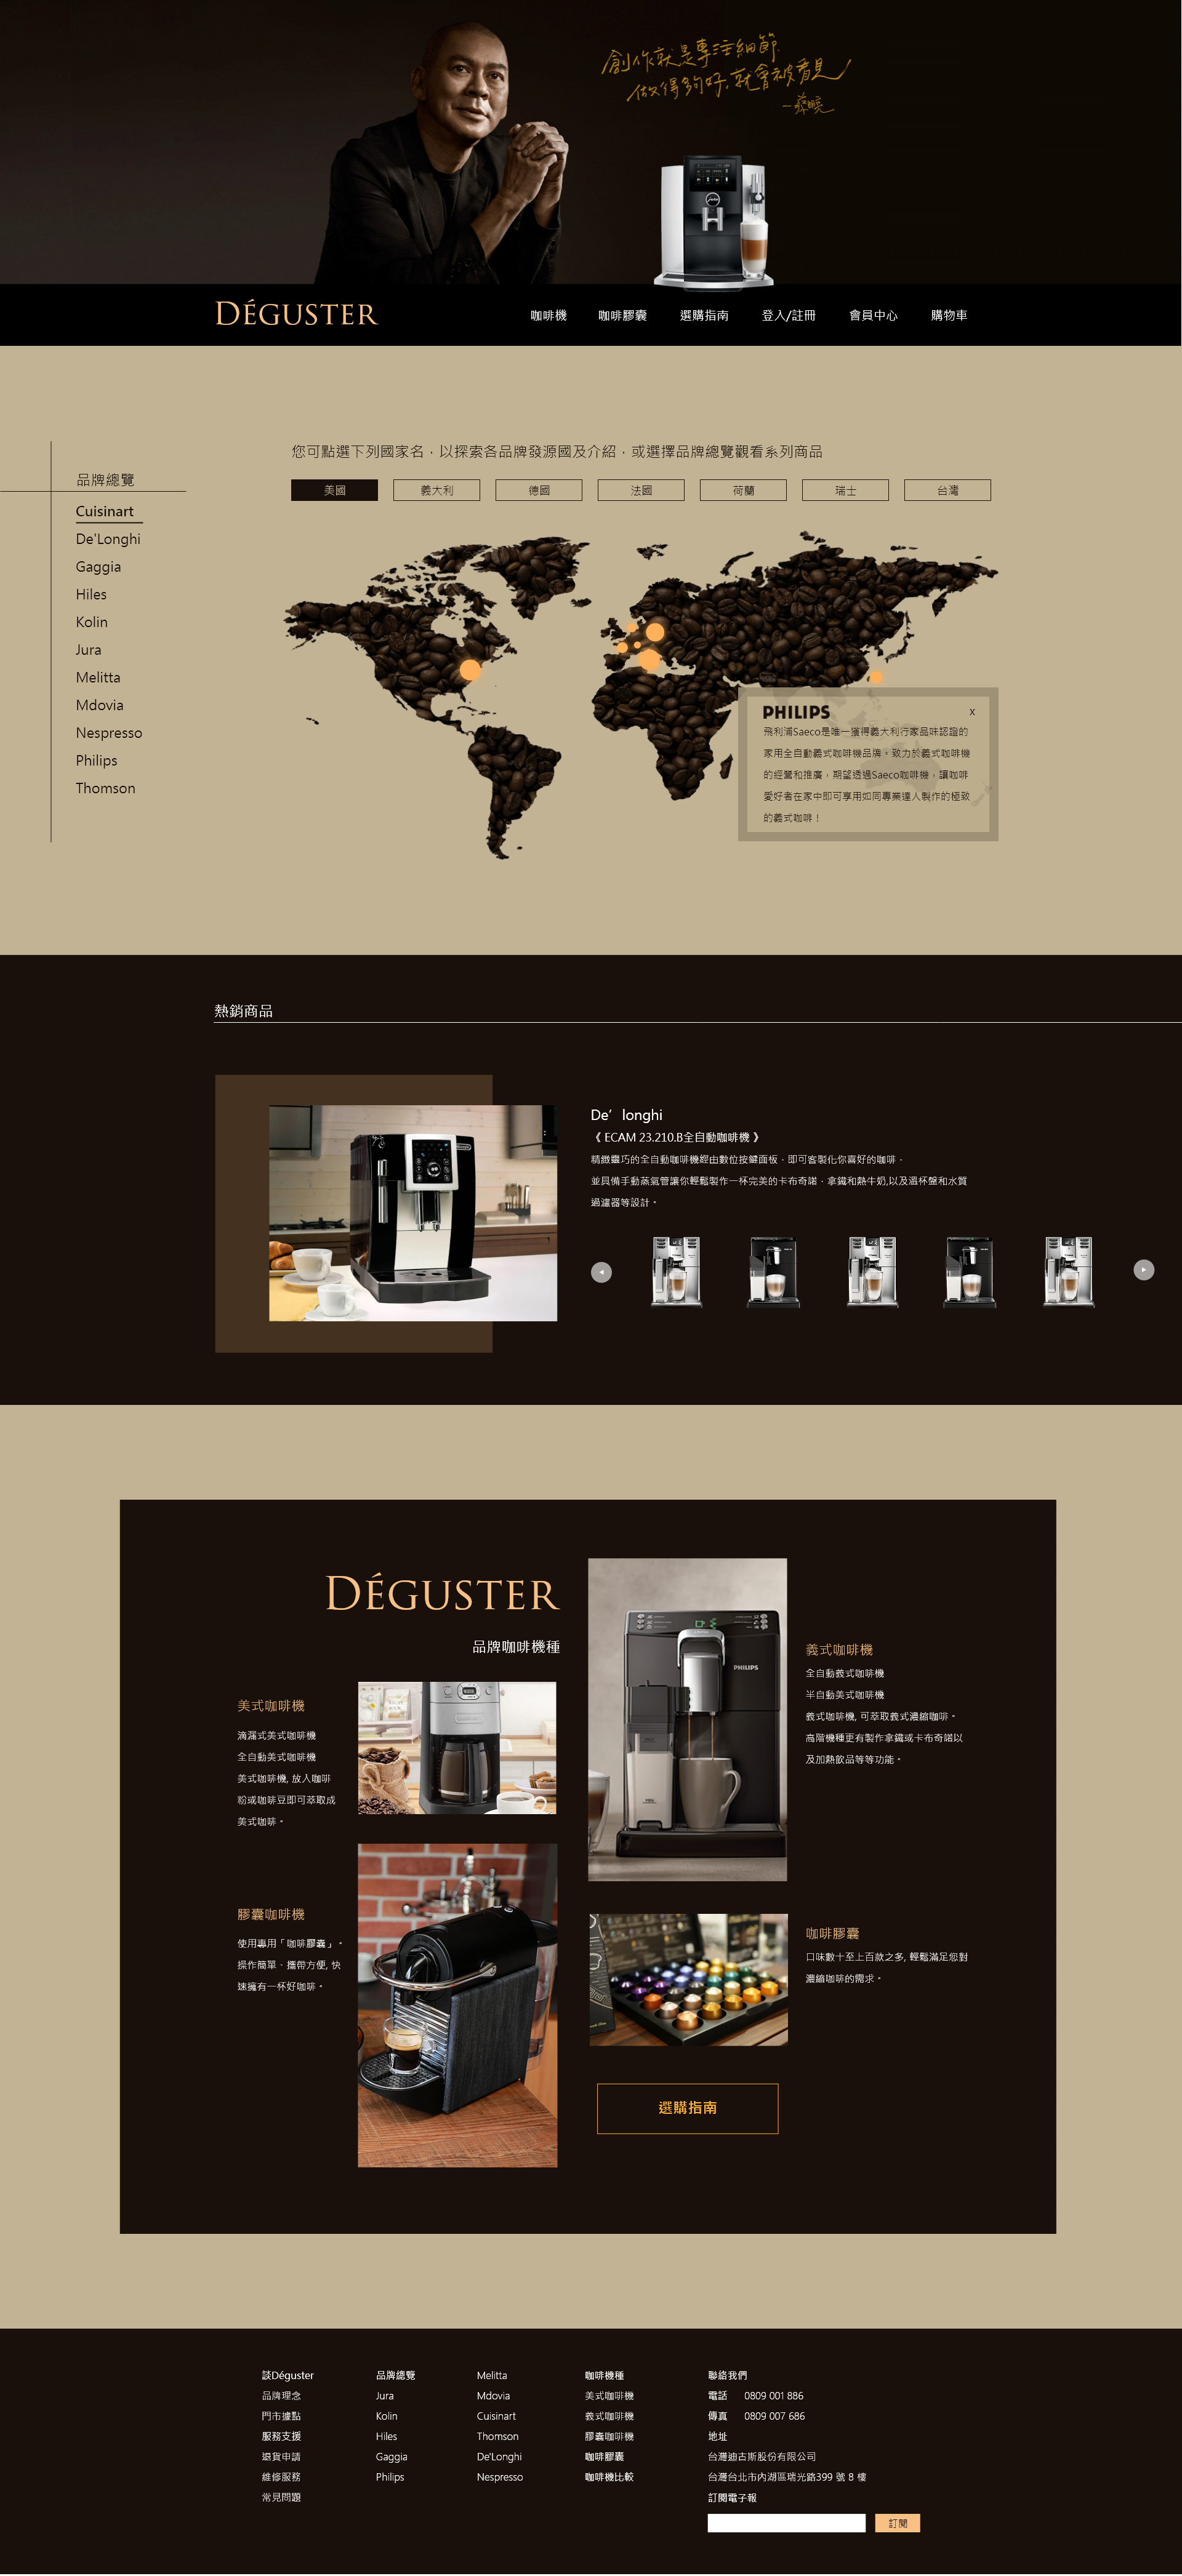 創作就是專注細節
做得夠好,就會被看見
DÉGUSTER
咖啡機
咖啡膠囊
選購指南
登入/註冊
會員中心
購物車
您可點選下列國家名，以探索各品牌發源國及介紹，或選擇品牌總覽觀看系列商品
美國
義大利
德國
法國
荷蘭
瑞士
台灣
品牌總覽
Cuisinart
De'Longhi
Gaggia
Hiles
Kolin
Jura
Melitta
Mdovia
Nespresso
Philips
Thomson
PHILIPS
X
飛利浦Saeco是唯一獲得義大利行家品味認證的
家用全自動義式咖啡機品牌。致力於義式咖啡機
的經營和推廣，期望透過Saeco咖啡機，讓咖啡
愛好者在家中即可享用如同專業達人製作的極致
的義式咖啡！
熱銷商品
De’longhi
《 ECAM 23.210.B全自動咖啡機 》
精緻靈巧的全自動咖啡機經由數位按鍵面板，即可客製化你喜好的咖啡，
並具備手動蒸氣管讓你輕鬆製作一杯完美的卡布奇諾，拿鐵和熱牛奶,以及溫杯盤和水質
過濾器等設計。
DÉGUSTER
品牌咖啡機種
美式咖啡機
滴漏式美式咖啡機
全自動美式咖啡機
美式咖啡機, 放入咖啡
粉或咖啡豆即可萃取成
美式咖啡。
PHILIPS
義式咖啡機
全自動義式咖啡機
半自動美式咖啡機
義式咖啡機, 可萃取義式濃縮咖啡。
高階機種更有製作拿鐵或卡布奇諾以
及加熱飲品等等功能。
膠囊咖啡機
使用專用「咖啡膠囊」。
操作簡單、攜帶方便, 快
速擁有一杯好咖啡。
咖啡膠囊
口味數十至上百款之多, 輕鬆滿足您對
濃縮咖啡的需求。
選購指南
談Déguster
品牌理念
門市據點
服務支援
退貨申請
維修服務
常見問題
品牌總覽
Jura
Kolin
Hiles
Gaggia
Philips
Melitta
Mdovia
Cuisinart
Thomson
De'Longhi
Nespresso
咖啡機種
美式咖啡機
義式咖啡機
膠囊咖啡機
咖啡膠囊
咖啡機比較
聯絡我們
電話 0809 001 886
傳真 0809 007 686
地址
台灣迪古斯股份有限公司
台灣台北市內湖區瑞光路399 號 8 樓
訂閱電子報
訂閱